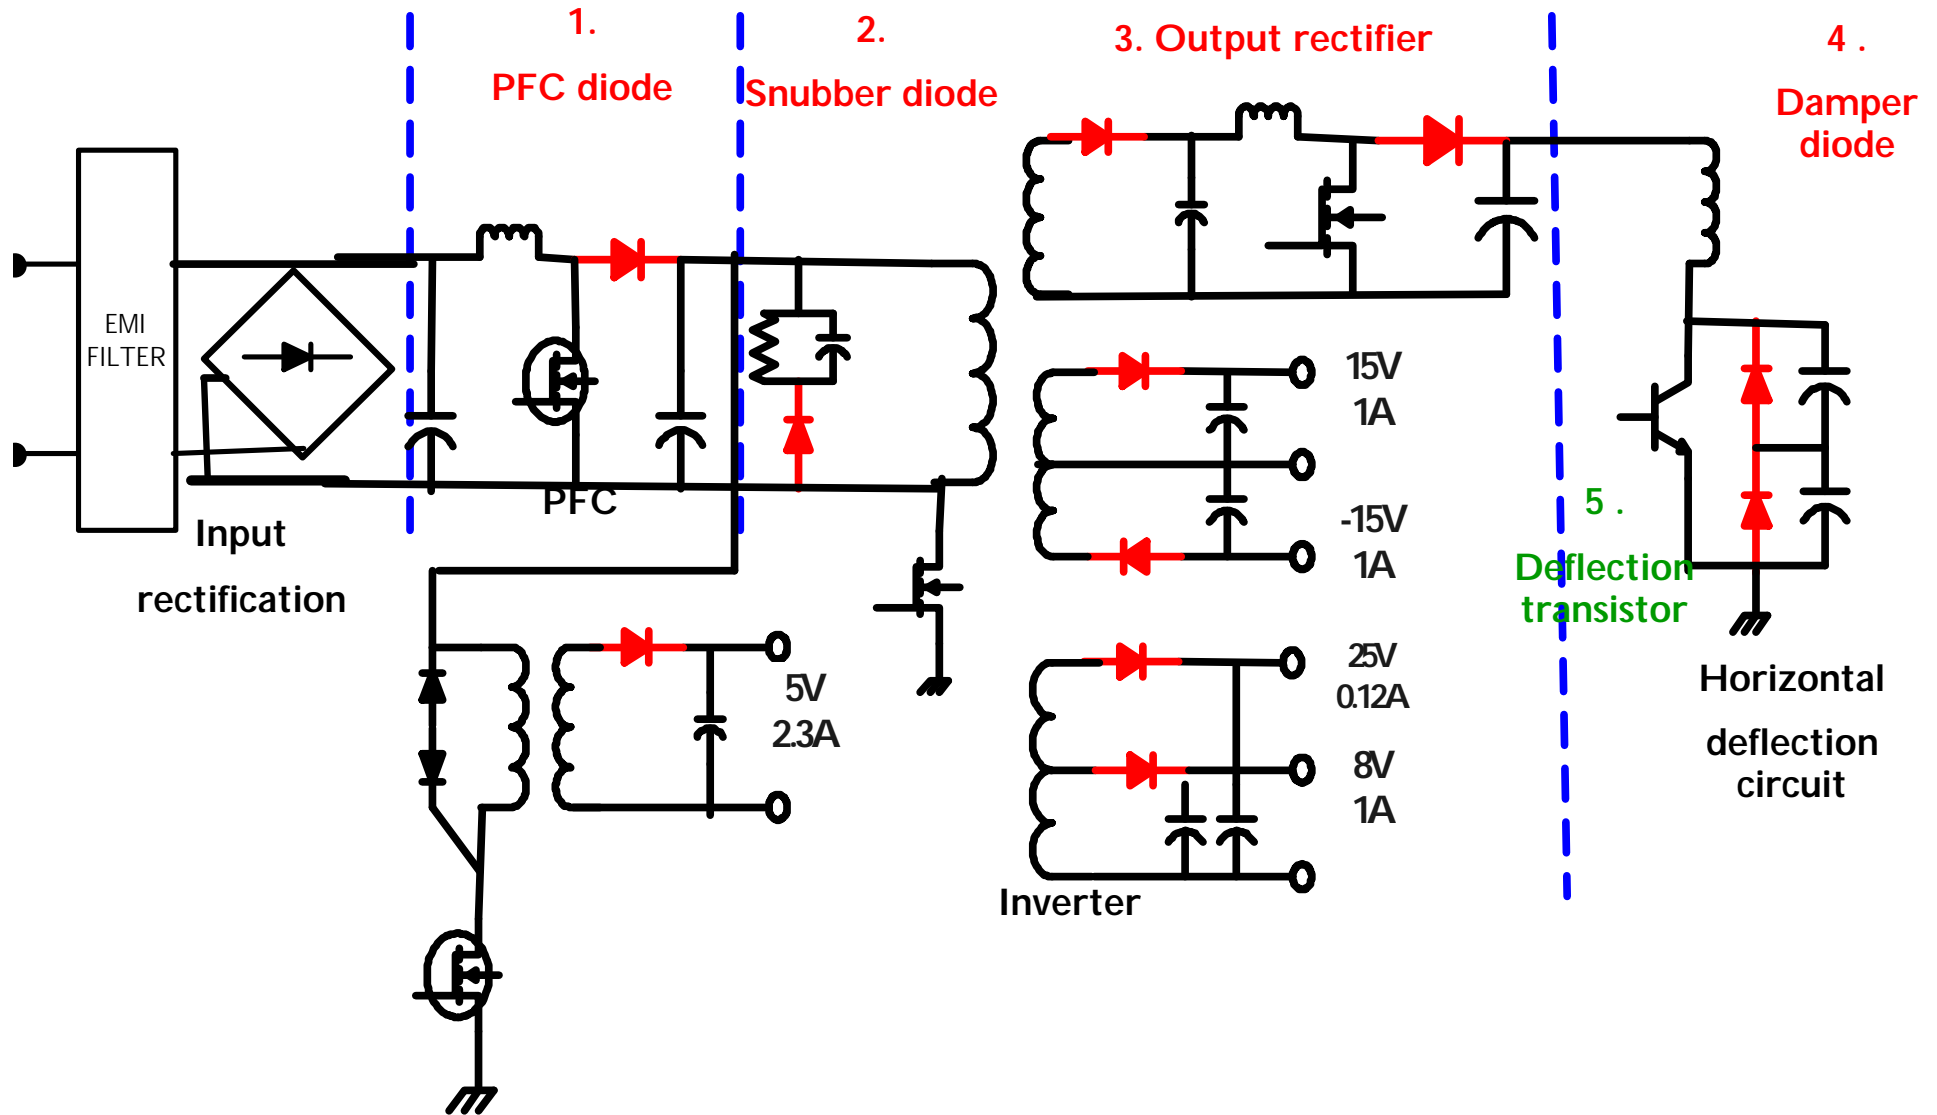 1.
PFC diode
2.
Snubber diode
3. Output rectifier
4 .
Damper
diode
EMI
FILTER
Input
rectification
PFC
15V
1A
-15V
1A
5 .
Deflection
transistor
5V
2.3A
25V
0.12A
8V
1A
Inverter
Horizontal
deflection
circuit